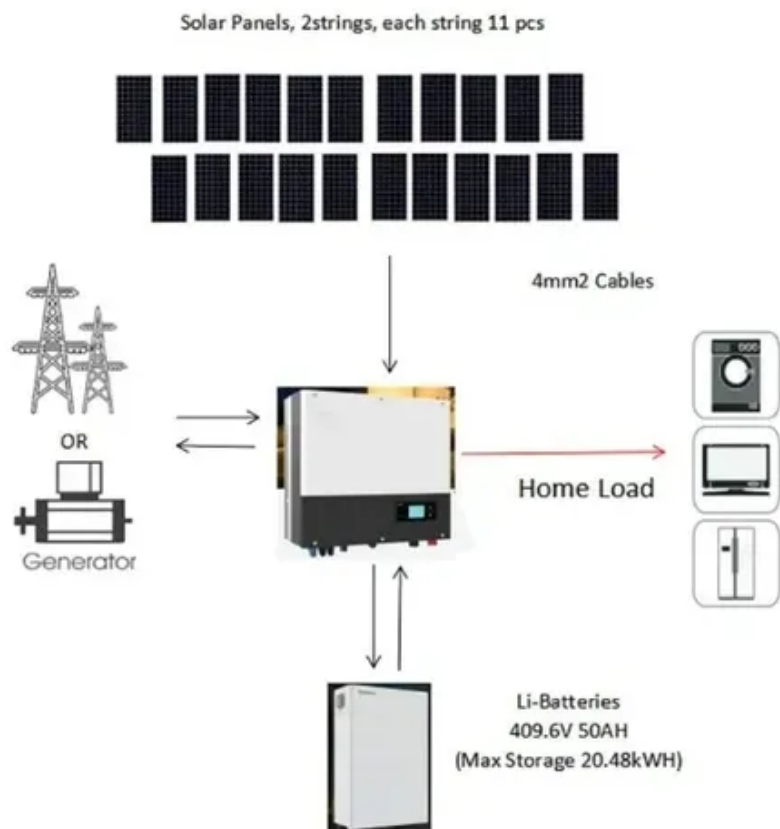 Solar Panels, 2strings, each string 11 pcs
4mm2 Cables
OR
Generator
Home Load
Li-Batteries
409.6V 50AH
(Max Storage 20.48kWH)